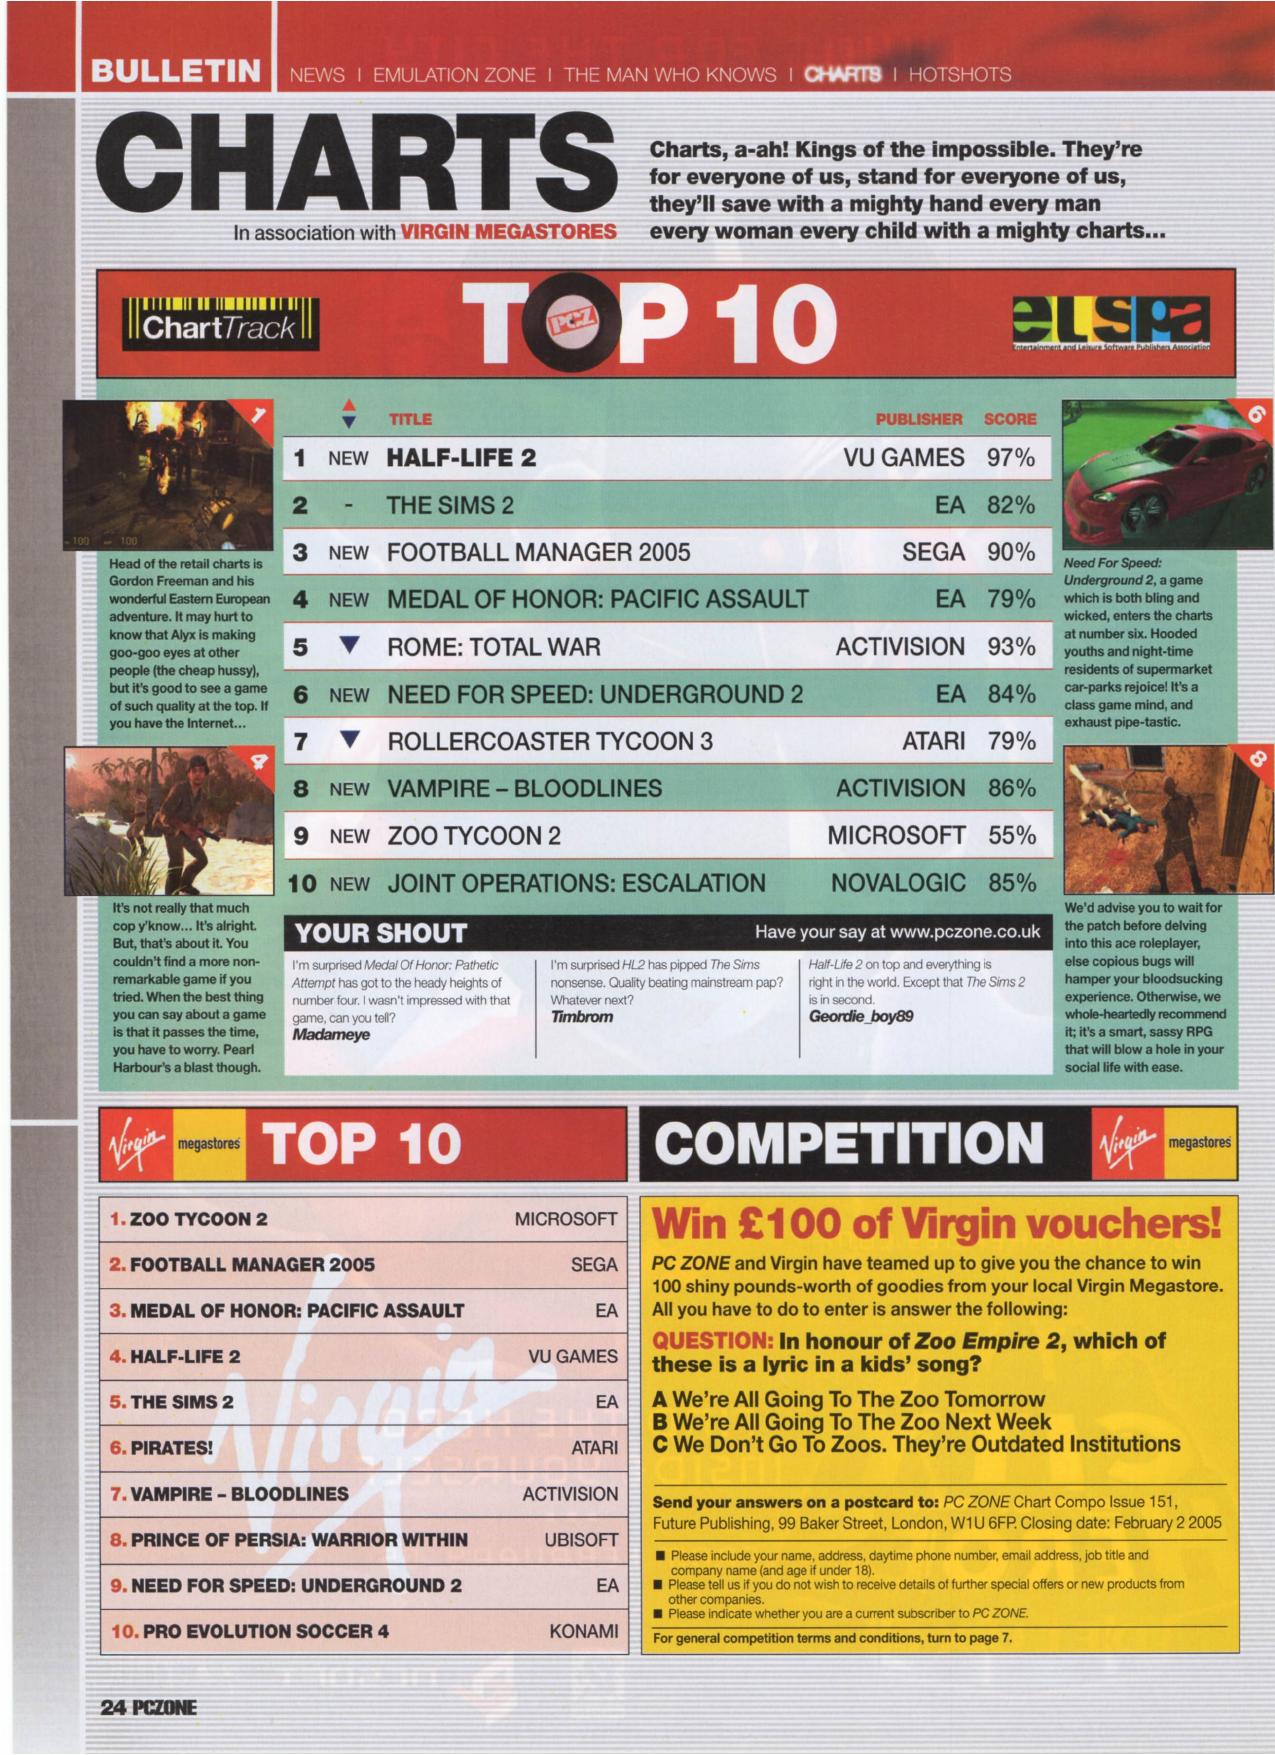 BULLETIN
NEWS I EMULATION ZONE I THE MAN WHO KNOWS I CHARTS I HOTSHOTS
CHARTS
In association with VIRGIN MEGASTORES
Charts, a-ah! Kings of the impossible. They're
for everyone of us, stand for everyone of us,
they'll save with a mighty hand every man
every woman every child with a mighty charts...
ChartTrack
TOP 10
PCZ
elspa
Entertainment and Leisure Software Publishers Association
1
100 100
Head of the retail charts is
Gordon Freeman and his
wonderful Eastern European
adventure. It may hurt to
know that Alyx is making
goo-goo eyes at other
people (the cheap hussy),
but it's good to see a game
of such quality at the top. If
you have the Internet...
4
It's not really that much
cop y'know... It's alright.
But, that's about it. You
couldn't find a more non-
remarkable game if you
tried. When the best thing
you can say about a game
is that it passes the time,
you have to worry. Pearl
Harbour's a blast though.
TITLE PUBLISHER SCORE
1 NEW HALF-LIFE 2 VU GAMES 97%
2 - THE SIMS 2 EA 82%
3 NEW FOOTBALL MANAGER 2005 SEGA 90%
4 NEW MEDAL OF HONOR: PACIFIC ASSAULT EA 79%
5 ▼ ROME: TOTAL WAR ACTIVISION 93%
6 NEW NEED FOR SPEED: UNDERGROUND 2 EA 84%
7 ▼ ROLLERCOASTER TYCOON 3 ATARI 79%
8 NEW VAMPIRE – BLOODLINES ACTIVISION 86%
9 NEW ZOO TYCOON 2 MICROSOFT 55%
10 NEW JOINT OPERATIONS: ESCALATION NOVALOGIC 85%
YOUR SHOUT Have your say at www.pczone.co.uk
I'm surprised Medal Of Honor: Pathetic
Attempt has got to the heady heights of
number four. I wasn't impressed with that
game, can you tell?
Madameye
I'm surprised HL2 has pipped The Sims
nonsense. Quality beating mainstream pap?
Whatever next?
Timbrom
Half-Life 2 on top and everything is
right in the world. Except that The Sims 2
is in second.
Geordie_boy89
6
Need For Speed:
Underground 2, a game
which is both bling and
wicked, enters the charts
at number six. Hooded
youths and night-time
residents of supermarket
car-parks rejoice! It's a
class game mind, and
exhaust pipe-tastic.
8
We'd advise you to wait for
the patch before delving
into this ace roleplayer,
else copious bugs will
hamper your bloodsucking
experience. Otherwise, we
whole-heartedly recommend
it; it's a smart, sassy RPG
that will blow a hole in your
social life with ease.
Virgin megastores TOP 10
1. ZOO TYCOON 2 MICROSOFT
2. FOOTBALL MANAGER 2005 SEGA
3. MEDAL OF HONOR: PACIFIC ASSAULT EA
4. HALF-LIFE 2 VU GAMES
5. THE SIMS 2 EA
6. PIRATES! ATARI
7. VAMPIRE – BLOODLINES ACTIVISION
8. PRINCE OF PERSIA: WARRIOR WITHIN UBISOFT
9. NEED FOR SPEED: UNDERGROUND 2 EA
10. PRO EVOLUTION SOCCER 4 KONAMI
Virgin
COMPETITION Virgin megastores
Win £100 of Virgin vouchers!
PC ZONE and Virgin have teamed up to give you the chance to win
100 shiny pounds-worth of goodies from your local Virgin Megastore.
All you have to do to enter is answer the following:
QUESTION: In honour of Zoo Empire 2, which of
these is a lyric in a kids' song?
A We're All Going To The Zoo Tomorrow
B We're All Going To The Zoo Next Week
C We Don't Go To Zoos. They're Outdated Institutions
Send your answers on a postcard to: PC ZONE Chart Compo Issue 151,
Future Publishing, 99 Baker Street, London, W1U 6FP. Closing date: February 2 2005
■ Please include your name, address, daytime phone number, email address, job title and
company name (and age if under 18).
■ Please tell us if you do not wish to receive details of further special offers or new products from
other companies.
■ Please indicate whether you are a current subscriber to PC ZONE.
For general competition terms and conditions, turn to page 7.
24 PCZONE